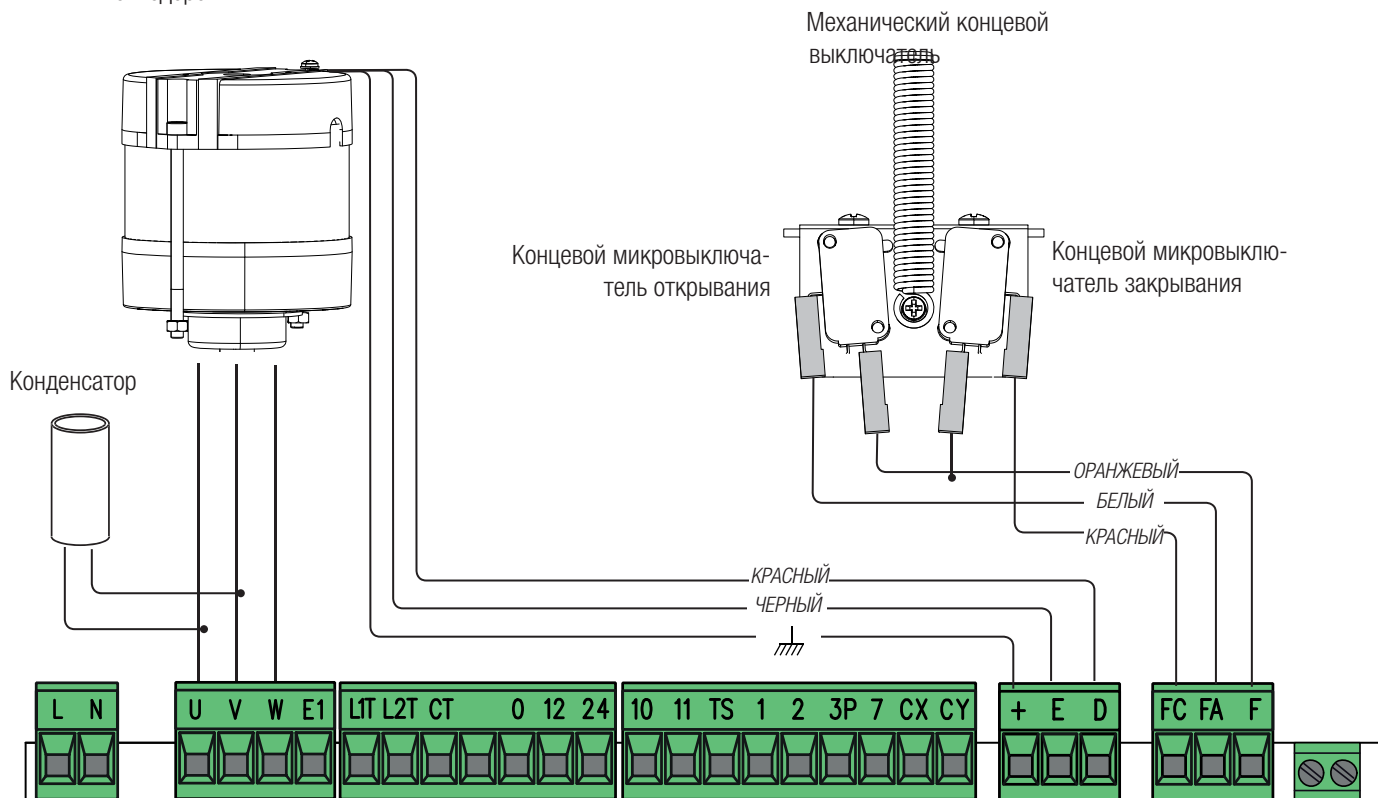 Механический концевой
выключатель
Концевой микровыключа-
тель открывания
Концевой микровыклю-
чатель закрывания
Конденсатор
ОРАНЖЕВЫЙ
БЕЛЫЙ
КРАСНЫЙ
КРАСНЫЙ
ЧЕРНЫЙ
L N
U V W E1
L1T L2T CT 0 12 24
10 11 TS 1 2 3P 7 CX CY
+ E D
FC FA F